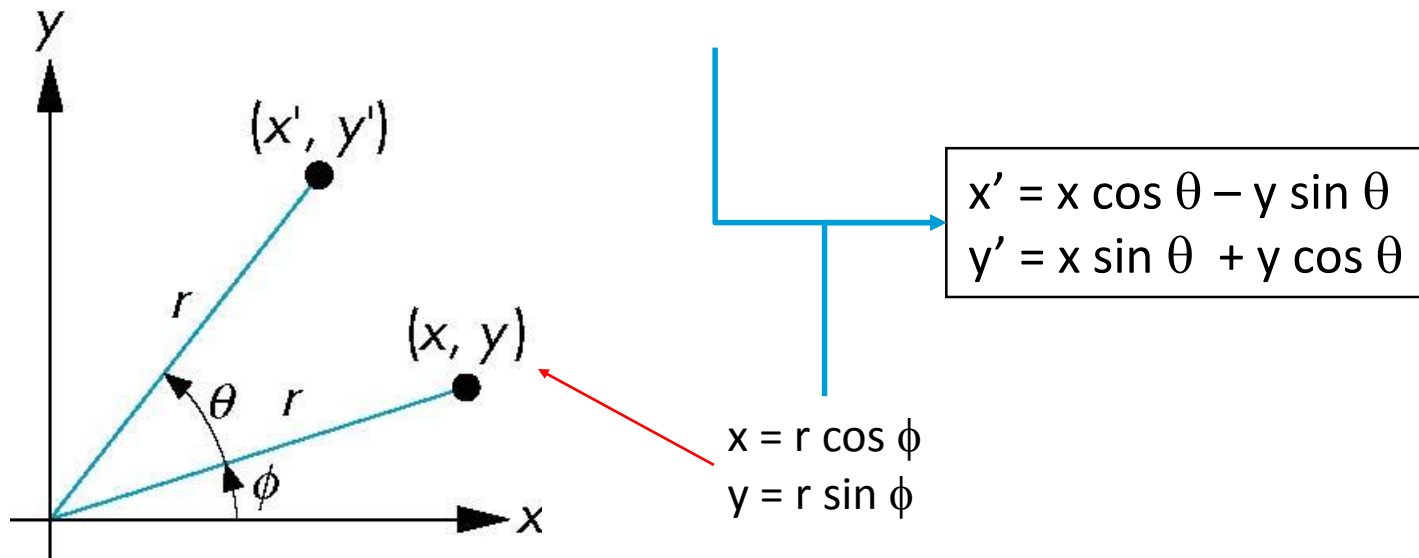 y
(x', y')
x’ = x cos θ – y sin θ
y’ = x sin θ + y cos θ
r
(x, y)
θ
r
x = r cos ϕ
ϕ
y = r sin ϕ
x